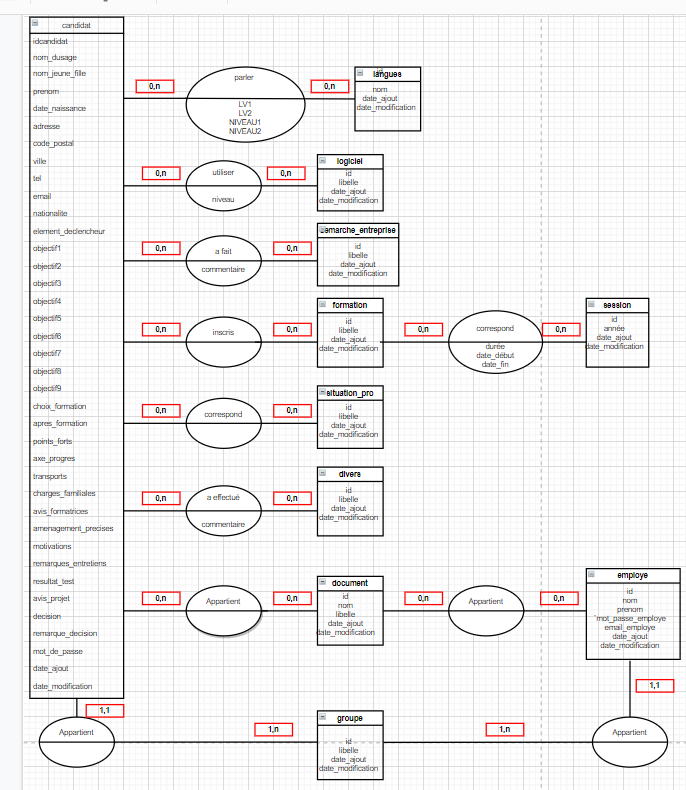 candidat
idcandidat
nom_dusage
nom_jeune_fille
prenom
date_naissance
adresse
code_postal
ville
tel
email
nationalite
element_declencheur
objectif1
objectif2
objectif3
objectif4
objectif5
objectif6
objectif7
objectif8
objectif9
choix_formation
apres_formation
points_forts
axe_progres
transports
charges_familiales
avis_formatrices
amenagement_precises
motivations
remarques_entretiens
resultat_test
avis_projet
decision
remarque_decision
mot_de_passe
date_ajout
date_modification
0,n
parler
LV1
LV2
NIVEAU1
NIVEAU2
0,n
langues
id
nom
date_ajout
date_modification
0,n
utiliser
niveau
0,n
logiciel
id
libelle
date_ajout
date_modification
0,n
a fait
commentaire
0,n
demarche_entreprise
id
libelle
date_ajout
date_modification
0,n
inscris
0,n
formation
id
libelle
date_ajout
date_modification
0,n
correspond
durée
date_début
date_fin
0,n
session
id
année
date_ajout
date_modification
0,n
correspond
0,n
situation_pro
id
libelle
date_ajout
date_modification
0,n
a effectué
commentaire
0,n
divers
id
libelle
date_ajout
date_modification
0,n
Appartient
0,n
document
id
nom
libelle
date_ajout
date_modification
0,n
Appartient
0,n
employe
id
nom
prenom
mot_passe_employe
email_employe
date_ajout
date_modification
1,1
Appartient
1,n
groupe
id
libelle
date_ajout
date_modification
1,n
1,1
Appartient